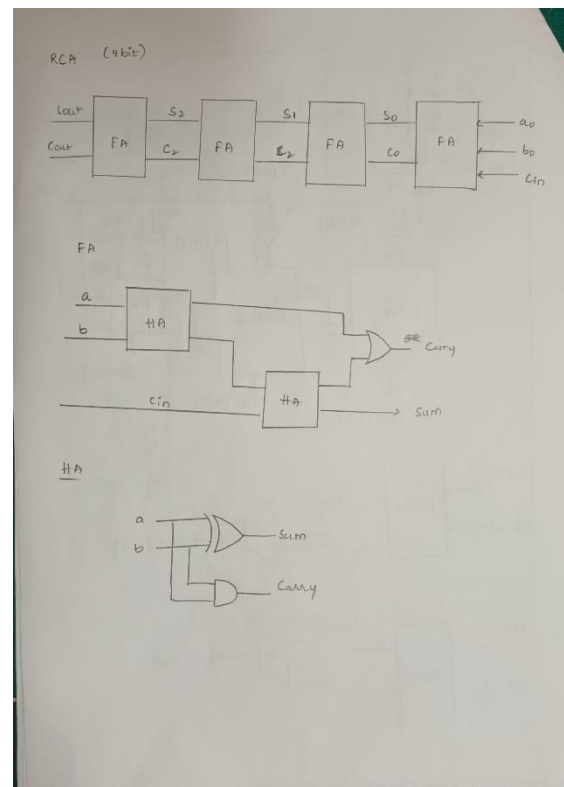 RCA (4bit)
Sout S2 S1 S0 a0
FA FA FA FA b0
Cout C2 C2 C0 Cin
FA
a
HA
b
Carry
Cin HA Sum
HA
a Sum
b
Carry